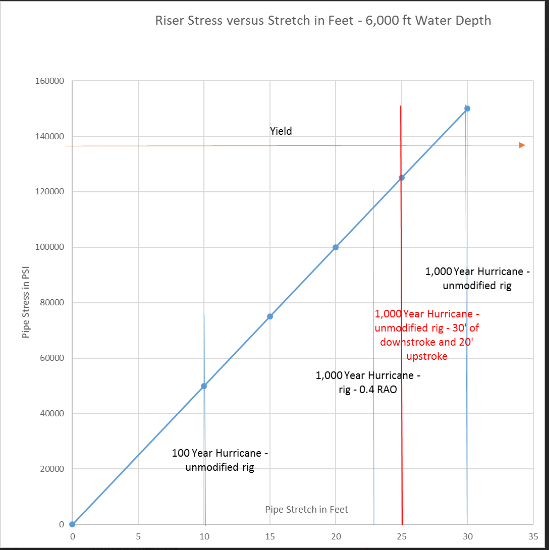 Riser Stress versus Stretch in Feet - 6,000 ft Water Depth
160000
140000
120000
100000
80000
60000
40000
20000
0
Pipe Stress in PSI
Yield
1,000 Year Hurricane -
unmodified rig
1,000 Year Hurricane -
unmodified rig - 30' of
downstroke and 20'
upstroke
1,000 Year Hurricane -
rig - 0.4 RAO
100 Year Hurricane -
unmodified rig
Pipe Stretch in Feet
0 5 10 15 20 25 30 35